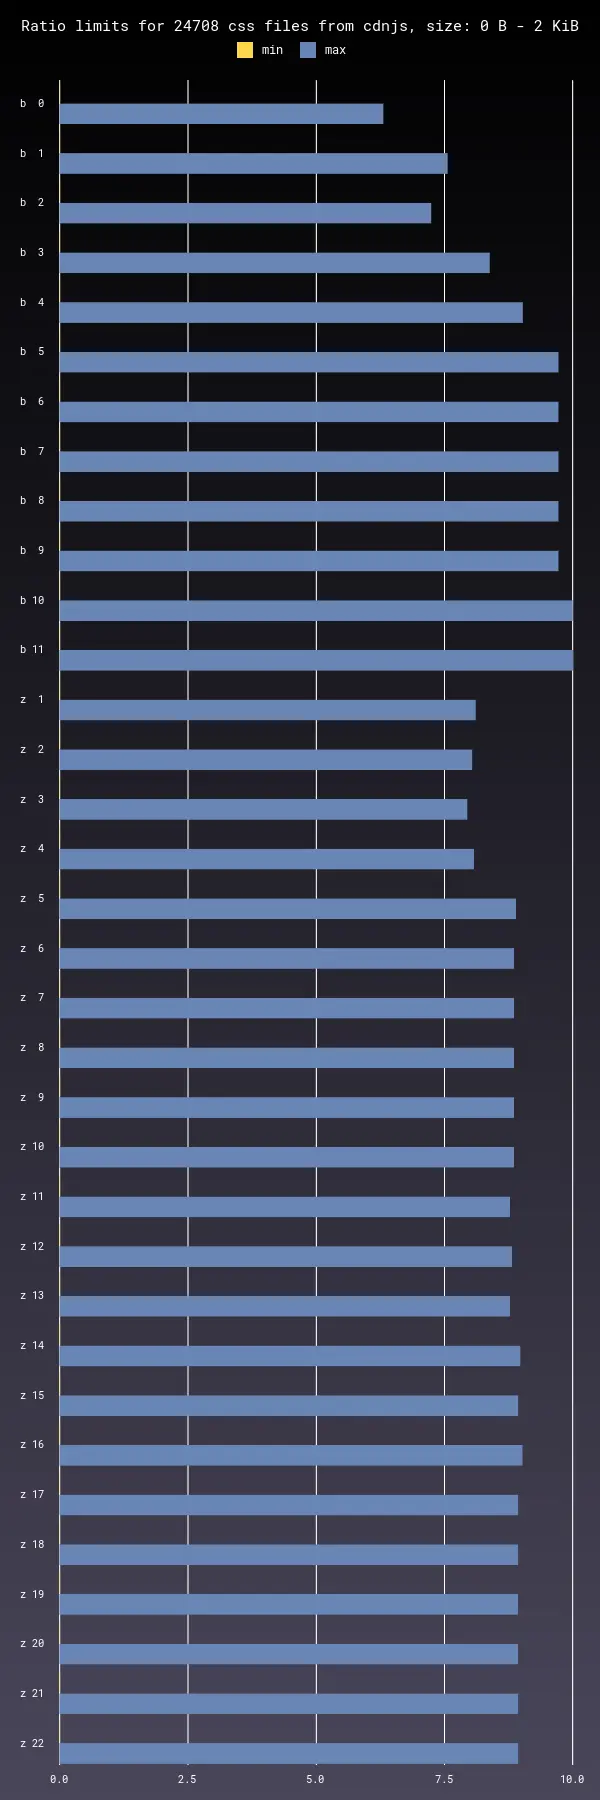 Ratio limits for 24708 css files from cdnjs, size: 0 B - 2 KiB
min max
b 0
b 1
b 2
b 3
b 4
b 5
b 6
b 7
b 8
b 9
b 10
b 11
z 1
z 2
z 3
z 4
z 5
z 6
z 7
z 8
z 9
z 10
z 11
z 12
z 13
z 14
z 15
z 16
z 17
z 18
z 19
z 20
z 21
z 22
0.0 2.5 5.0 7.5 10.0